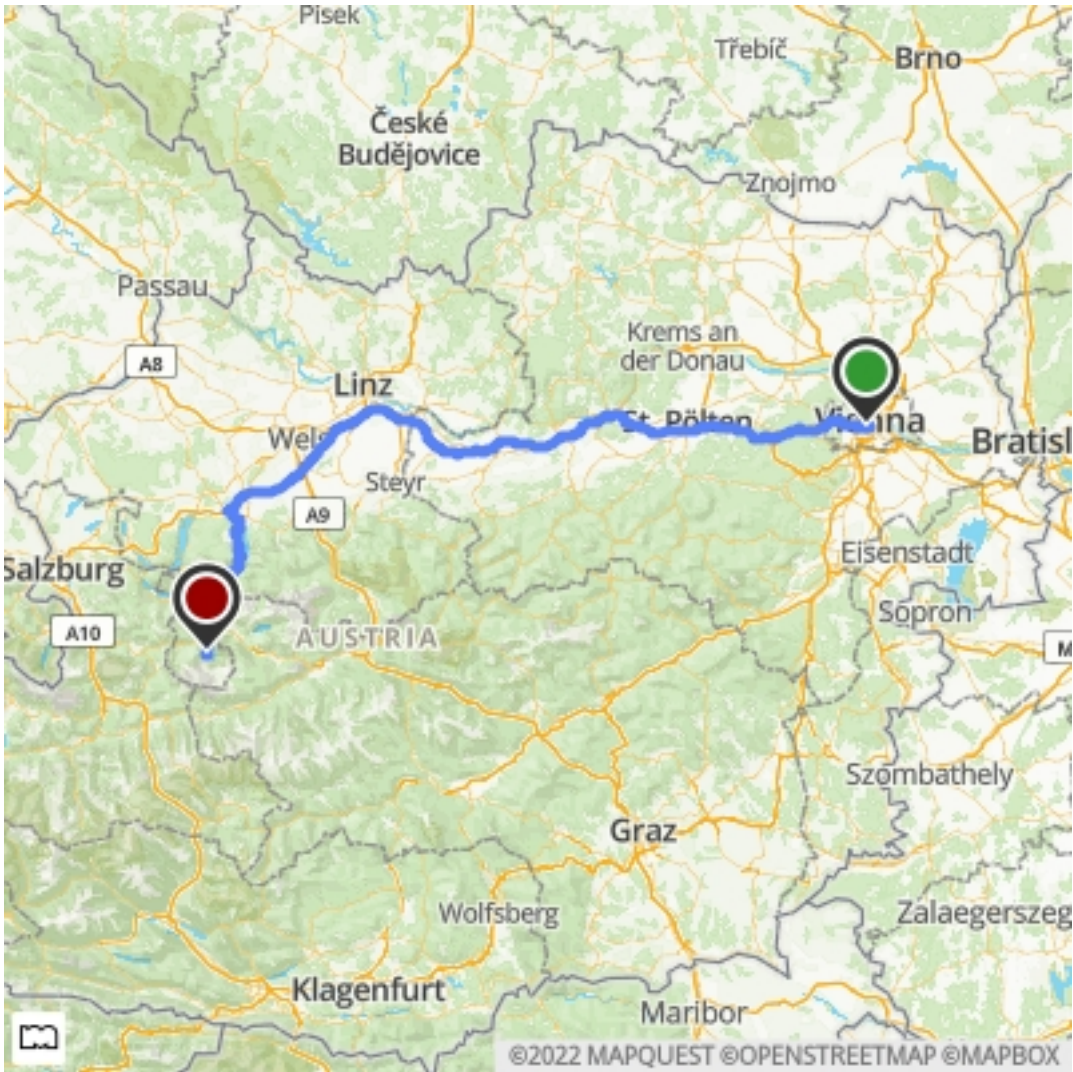 Písek
Třebíč
Brno
České
Budějovice
Znojmo
Passau
Krems an
der Donau
A8
Linz
St. Pölten
Vienna
Wels
Bratisl
Steyr
A9
Eisenstadt
Salzburg
Sopron
A10
AUSTRIA
M
Szombathely
Graz
Wolfsberg
Zalaegerszeg
Klagenfurt
Maribor
©2022 MAPQUEST ©OPENSTREETMAP ©MAPBOX